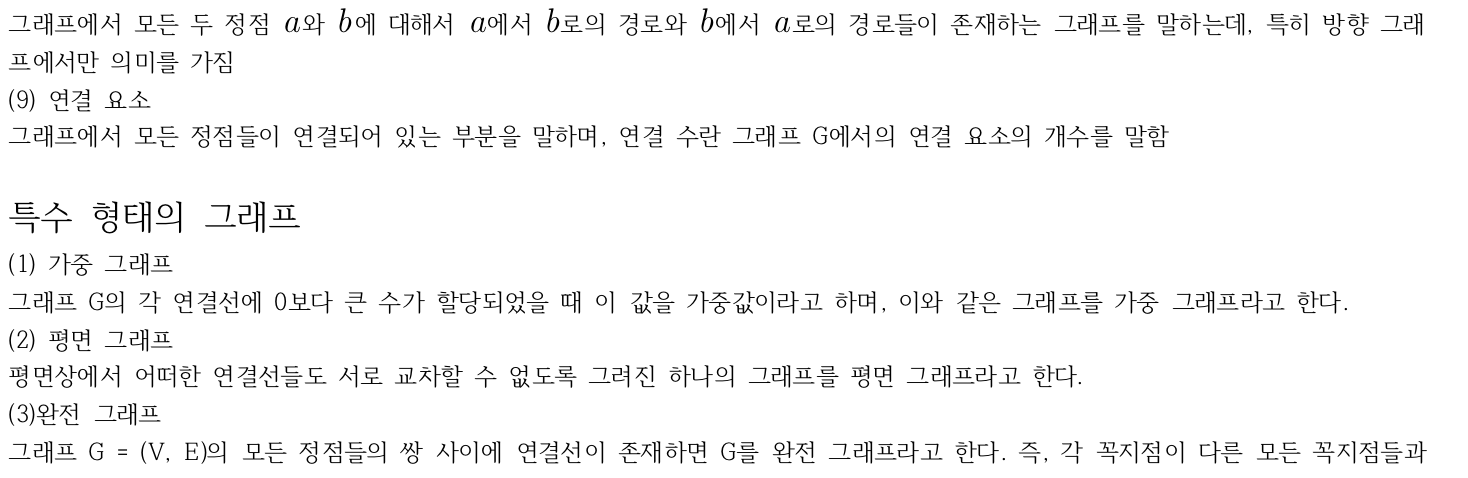 그래프에서 모든 두 정점 a와 b에 대해서 a에서 b로의 경로와 b에서 a로의 경로들이 존재하는 그래프를 말하는데, 특히 방향 그래
프에서만 의미를 가짐
(9) 연결 요소
그래프에서 모든 정점들이 연결되어 있는 부분을 말하며, 연결 수란 그래프 G에서의 연결 요소의 개수를 말함
특수 형태의 그래프
(1) 가중 그래프
그래프 G의 각 연결선에 0보다 큰 수가 할당되었을 때 이 값을 가중값이라고 하며, 이와 같은 그래프를 가중 그래프라고 한다.
(2) 평면 그래프
평면상에서 어떠한 연결선들도 서로 교차할 수 없도록 그려진 하나의 그래프를 평면 그래프라고 한다.
(3)완전 그래프
그래프 G = (V, E)의 모든 정점들의 쌍 사이에 연결선이 존재하면 G를 완전 그래프라고 한다. 즉, 각 꼭지점이 다른 모든 꼭지점들과